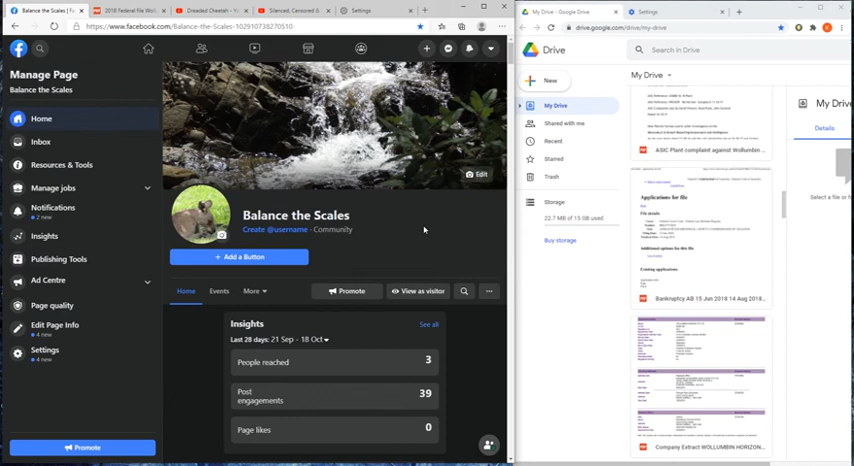 Balance the Scales | F
2018 Federal file Woll
Dreaded Cheetah - Yo
Silenced, Censored &
Settings
https://www.facebook.com/Balance-the-Scales-102910738270510
Manage Page
Balance the Scales
Home
Inbox
Resources & Tools
Manage jobs
Notifications
2 new
Insights
Publishing Tools
Ad Centre
Page quality
Edit Page Info
4 new
Settings
4 new
Promote
Edit
Balance the Scales
Create @username · Community
+ Add a Button
Home
Events
More
Promote
View as visitor
Insights
See all
Last 28 days: 21 Sep - 18 Oct
People reached
3
Post
engagements
39
Page likes
0
My Drive - Google Drive
Settings
drive.google.com/drive/my-drive
Drive
Search in Drive
New
My Drive
Shared with me
Recent
Starred
Trash
Storage
22.7 MB of 15 GB used
Buy storage
My Drive
ASIC Plant complaint against Wollumbin ...
Applications for file
File details
Additional options for this file
Existing applications
Bankruptcy AB 15 Jun 2018 14 Aug 2018...
Company Extract WOLLUMBIN HORIZON...
My Drive
Details
Select a file or fo